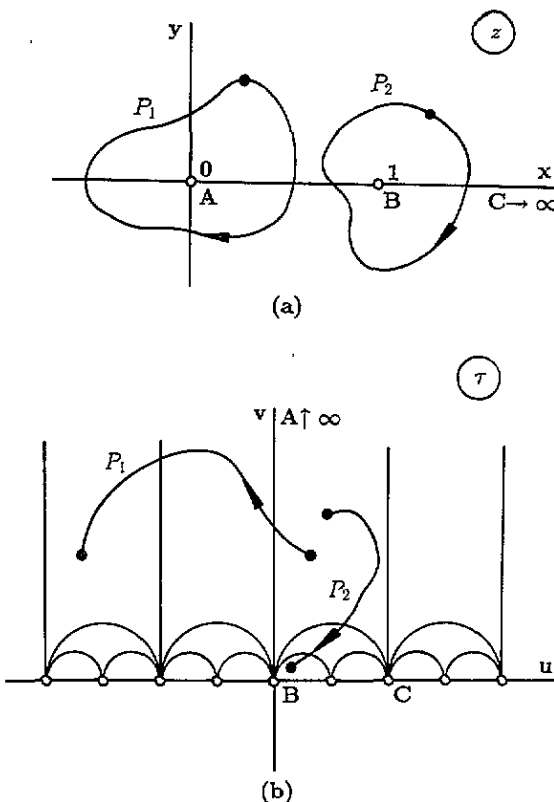 y
z
P₁
P₂
0
1
x
A
B
C→ ∞
(a)
τ
v
A↑ ∞
P₁
P₂
u
B
C
(b)